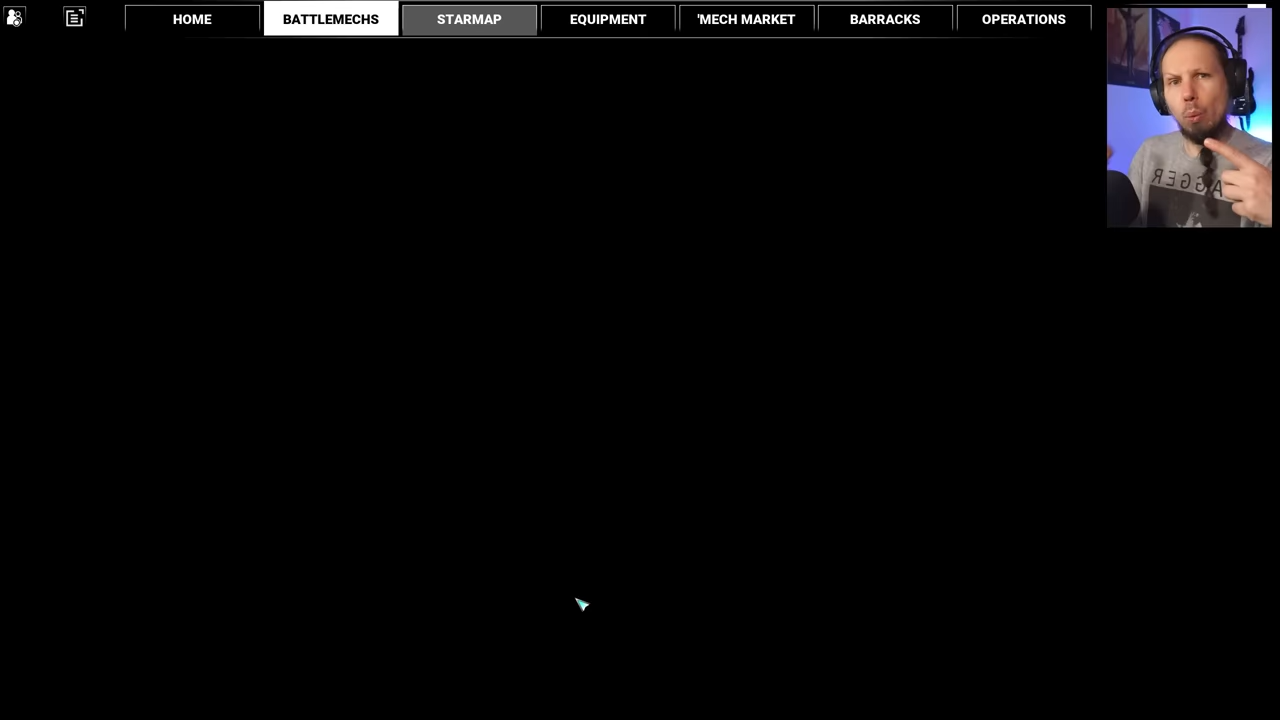 HOME
BATTLEMECHS
STARMAP
EQUIPMENT
'MECH MARKET
BARRACKS
OPERATIONS